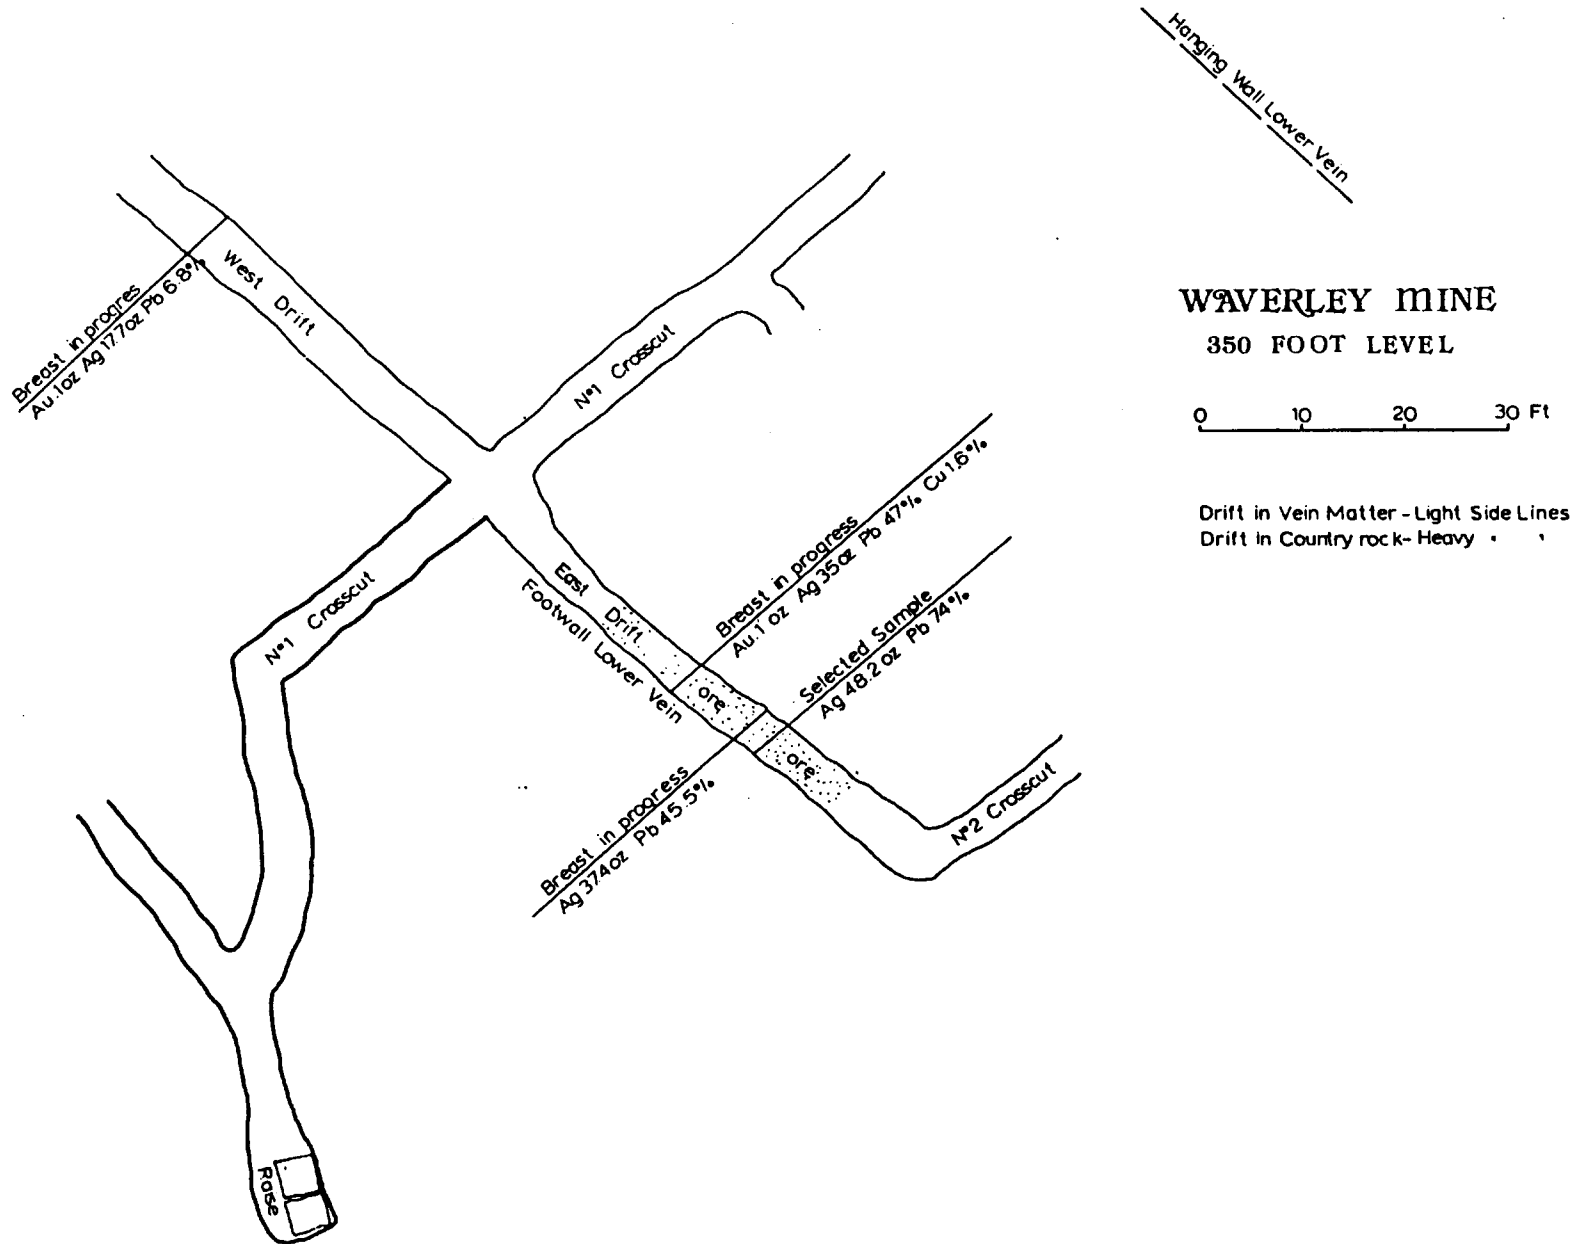 Hanging Wall Lower Vein
WAVERLEY MINE
350 FOOT LEVEL
0 10 20 30 Ft
Drift in Vein Matter - Light Side Lines
Drift in Country rock - Heavy " "
West Drift
Breast in progres
Au .1oz Ag 17.7oz Pb 6.8%
Nº1 Crosscut
Nº1 Crosscut
East Drift
Footwall Lower Vein
Breast in progress
Au .1 oz Ag 35oz Pb 47% Cu 1.6%
ore
Selected Sample
Ag 48.2 oz Pb 74%
ore
Breast in progress
Ag 37.4oz Pb 45.5%
Nº2 Crosscut
Raise